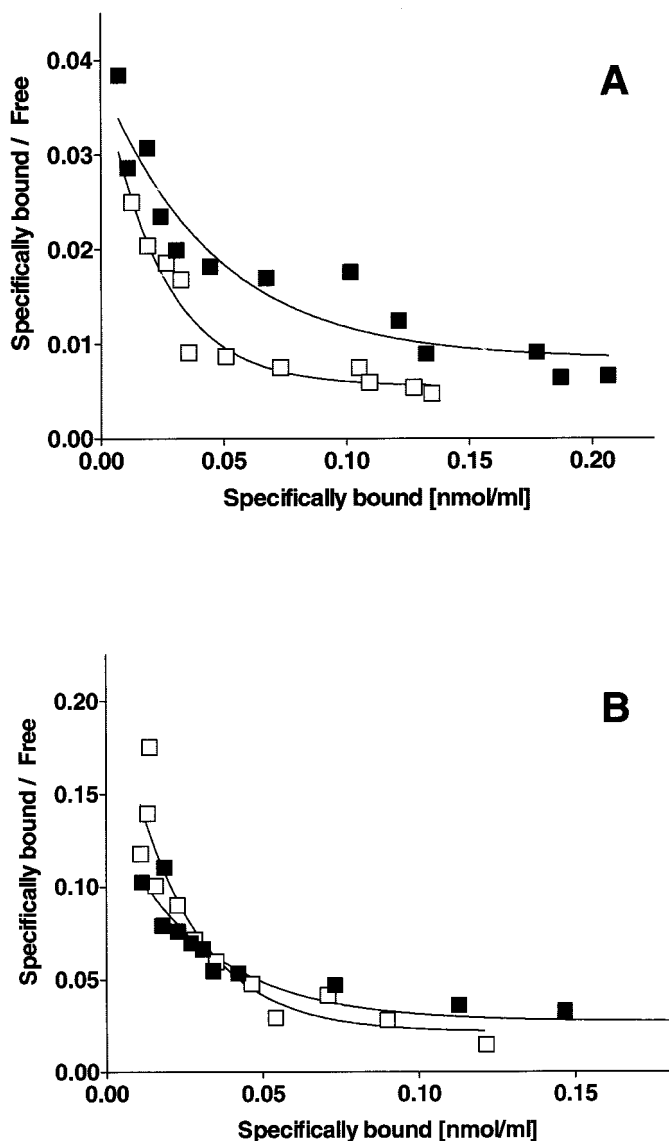 A
0.04
0.03
0.02
0.01
0.00
Specifically bound / Free
0.00 0.05 0.10 0.15 0.20
Specifically bound [nmol/ml]
B
0.20
0.15
0.10
0.05
0.00
Specifically bound / Free
0.00 0.05 0.10 0.15
Specifically bound [nmol/ml]